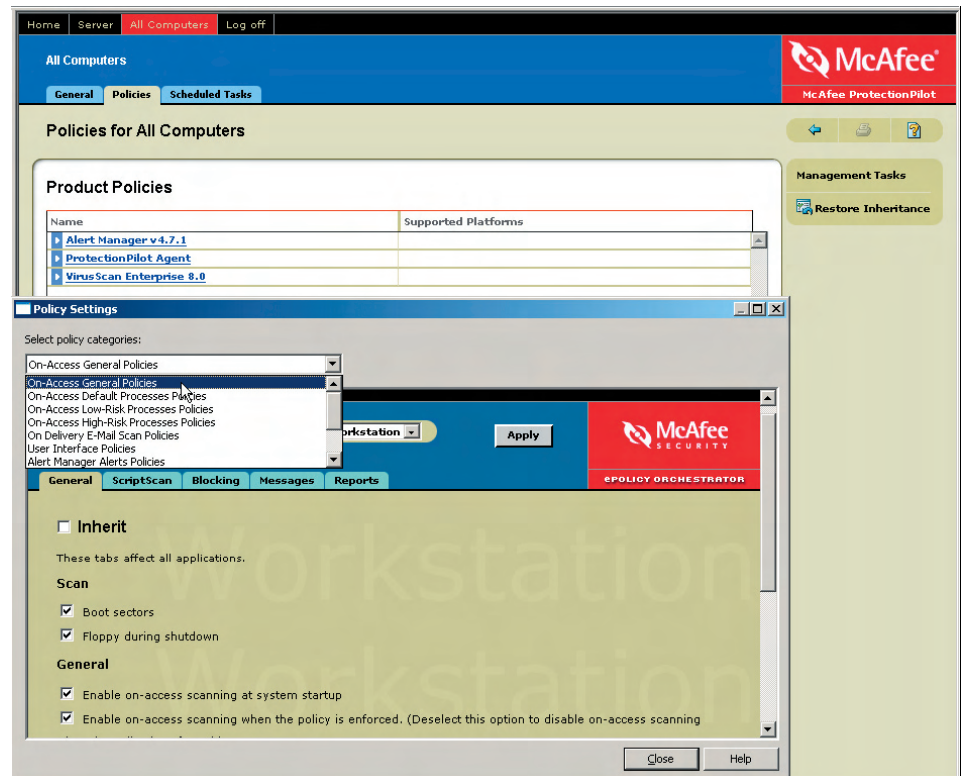 Home Server All Computers Log off
All Computers
McAfee®
General Policies Scheduled Tasks
McAfee ProtectionPilot
Policies for All Computers
Management Tasks
Restore Inheritance
Product Policies
Name Supported Platforms
Alert Manager v4.7.1
ProtectionPilot Agent
VirusScan Enterprise 8.0
Policy Settings
Select policy categories:
On-Access General Policies
On-Access General Policies
On-Access Default Processes Policies
On-Access Low-Risk Processes Policies
On-Access High-Risk Processes Policies
On Delivery E-Mail Scan Policies
User Interface Policies
Alert Manager Alerts Policies
orkstation
Apply
McAfee
SECURITY
General ScriptScan Blocking Messages Reports
ePOLICY ORCHESTRATOR
Inherit
These tabs affect all applications.
Workstation
Scan
Boot sectors
Floppy during shutdown
General
Workstation
Enable on-access scanning at system startup
Enable on-access scanning when the policy is enforced. (Deselect this option to disable on-access scanning
Close Help